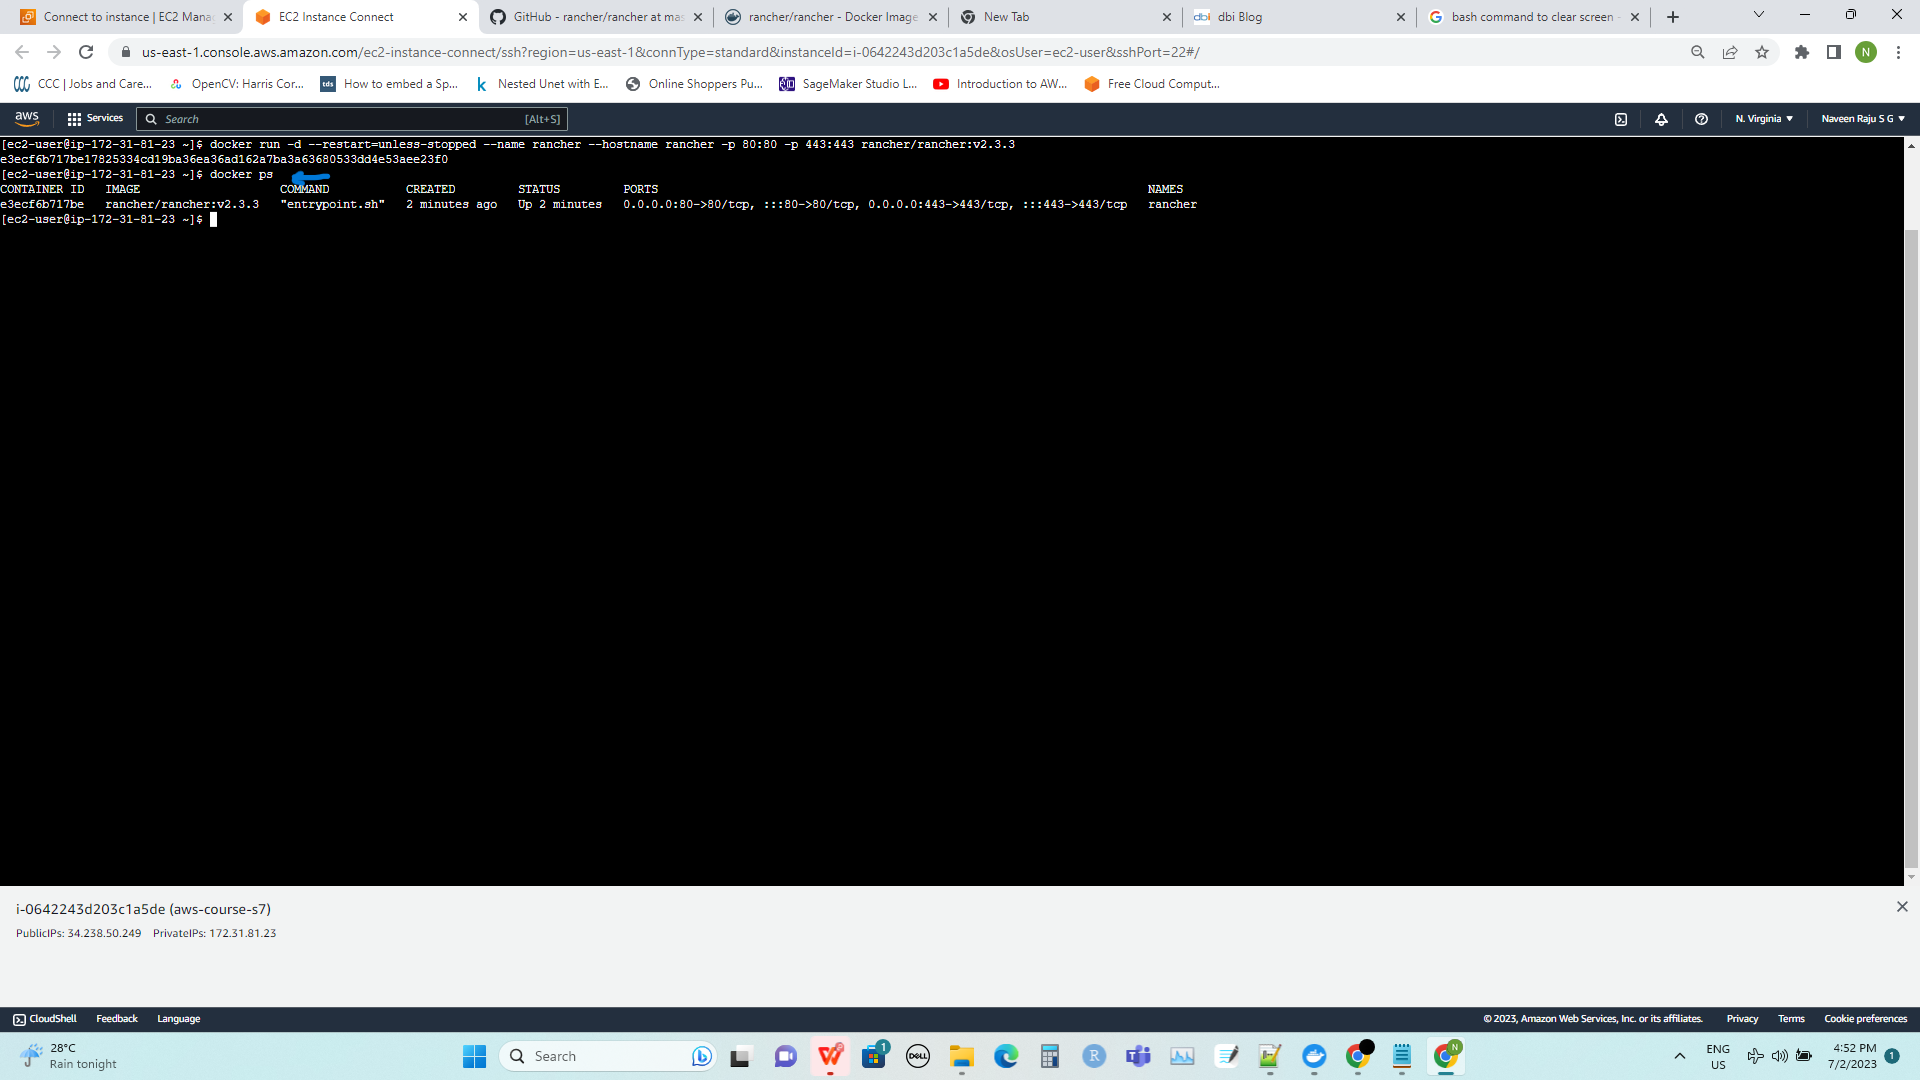 Connect to instance | EC2 Mana
EC2 Instance Connect
GitHub - rancher/rancher at mas
rancher/rancher - Docker Image
New Tab
dbi
dbi Blog
bash command to clear screen -
us-east-1.console.aws.amazon.com/ec2-instance-connect/ssh?region=us-east-1&connType=standard&instanceId=i-0642243d203c1a5de&osUser=ec2-user&sshPort=22#/
N
CCC | Jobs and Care...
OpenCV: Harris Cor...
tds
How to embed a Sp...
k
Nested Unet with E...
Online Shoppers Pu...
SageMaker Studio L...
Introduction to AW...
Free Cloud Comput...
aws
Services
Search
[Alt+S]
N. Virginia
Naveen Raju S G
[ec2-user@ip-172-31-81-23 ~]$ docker run -d --restart=unless-stopped --name rancher --hostname rancher -p 80:80 -p 443:443 rancher/rancher:v2.3.3
e3ecf6b717be17825334cd19ba36ea36ad162a7ba3a63680533dd4e53aee23f0
[ec2-user@ip-172-31-81-23 ~]$ docker ps
CONTAINER ID IMAGE COMMAND CREATED STATUS PORTS NAMES
e3ecf6b717be rancher/rancher:v2.3.3 "entrypoint.sh" 2 minutes ago Up 2 minutes 0.0.0.0:80->80/tcp, :::80->80/tcp, 0.0.0.0:443->443/tcp, :::443->443/tcp rancher
[ec2-user@ip-172-31-81-23 ~]$
i-0642243d203c1a5de (aws-course-s7)
PublicIPs: 34.238.50.249 PrivateIPs: 172.31.81.23
CloudShell
Feedback
Language
© 2023, Amazon Web Services, Inc. or its affiliates.
Privacy
Terms
Cookie preferences
28°C
Rain tonight
Search
1
DELL
R
N
ENG
US
4:52 PM
7/2/2023
1